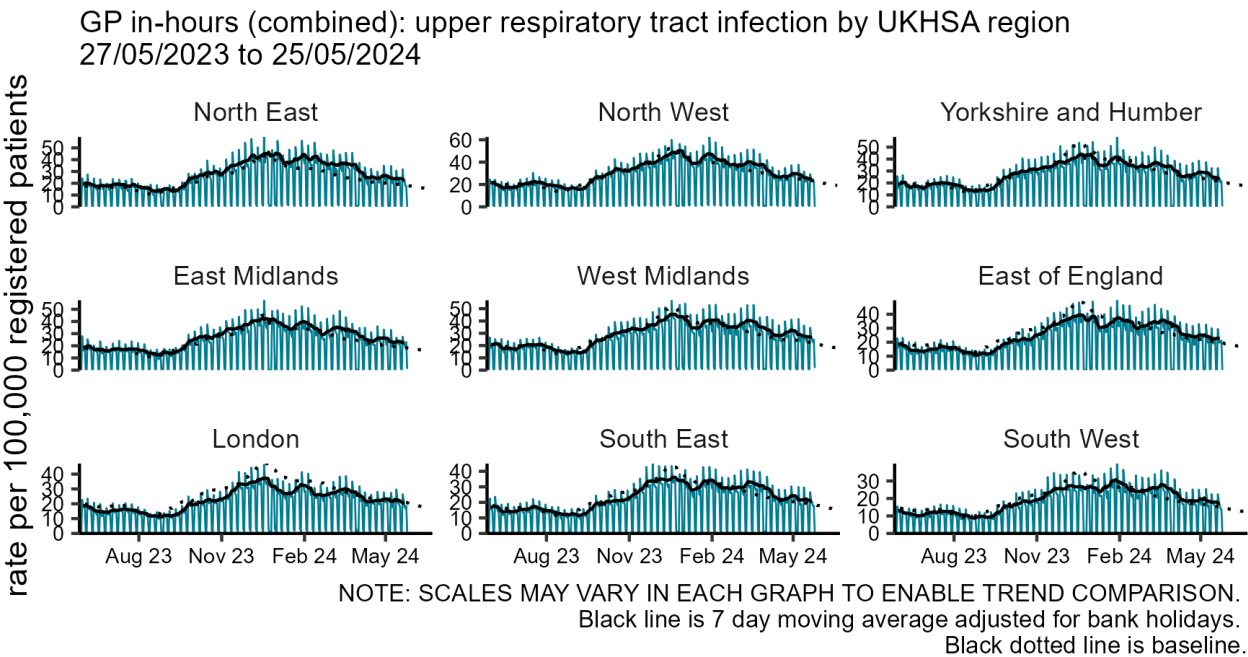 GP in-hours (combined): upper respiratory tract infection by UKHSA region
27/05/2023 to 25/05/2024
rate per 100,000 registered patients
North East
50
40
30
20
10
0
North West
60
40
20
0
Yorkshire and Humber
50
40
30
20
10
0
East Midlands
50
40
30
20
10
0
West Midlands
50
40
30
20
10
0
East of England
40
30
20
10
0
London
40
30
20
10
0
South East
40
30
20
10
0
South West
30
20
10
0
Aug 23 Nov 23 Feb 24 May 24
Aug 23 Nov 23 Feb 24 May 24
Aug 23 Nov 23 Feb 24 May 24
NOTE: SCALES MAY VARY IN EACH GRAPH TO ENABLE TREND COMPARISON.
Black line is 7 day moving average adjusted for bank holidays.
Black dotted line is baseline.